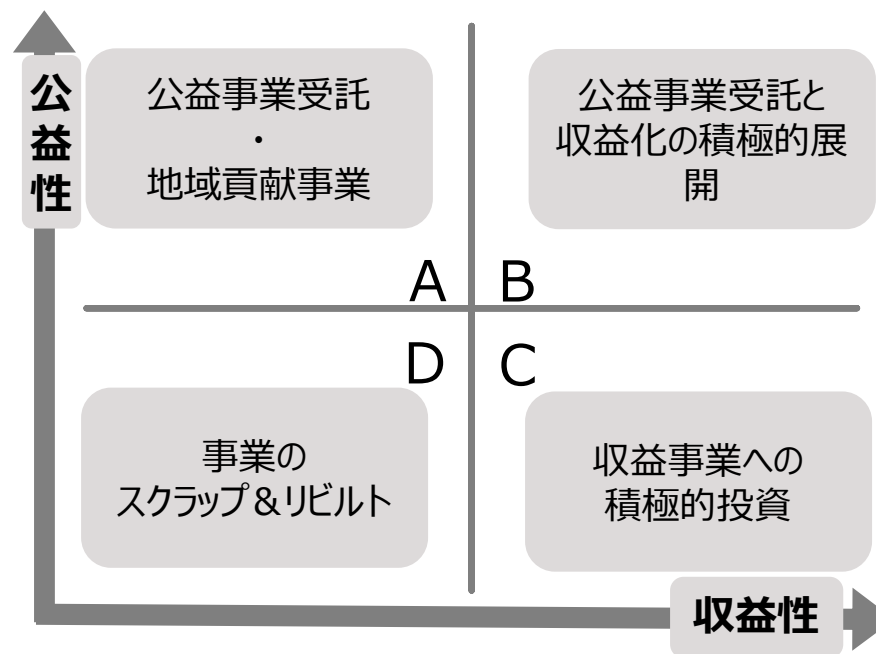 公益性
公益事業受託
・
地域貢献事業
公益事業受託と
収益化の積極的展
開
A
B
D
C
事業の
スクラップ＆リビルト
収益事業への
積極的投資
収益性